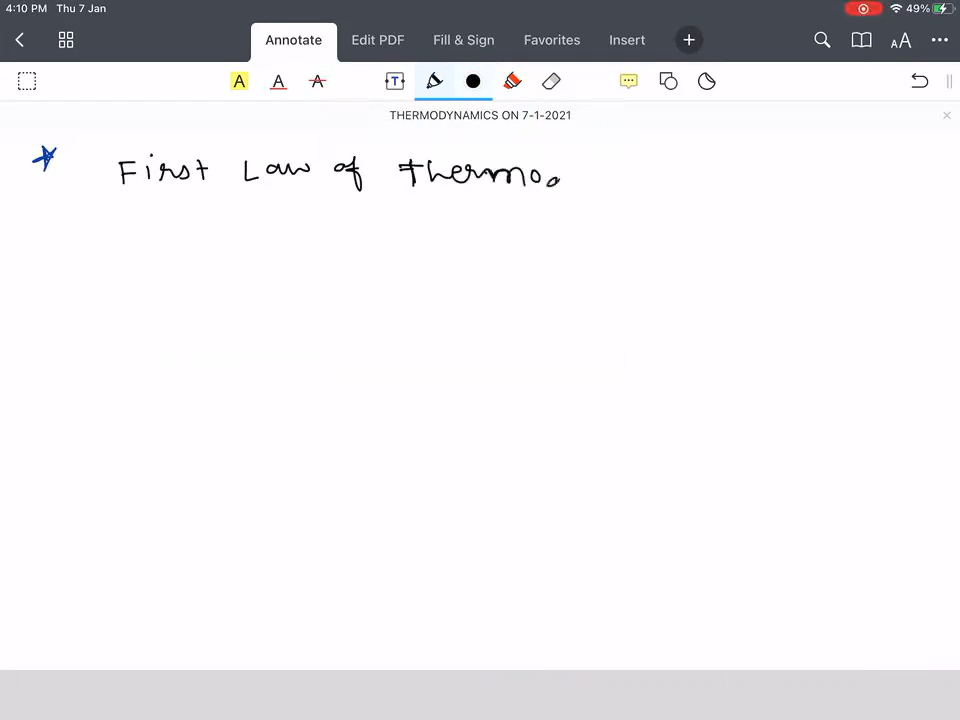 4:10 PM Thu 7 Jan 49%
Annotate Edit PDF Fill & Sign Favorites Insert
THERMODYNAMICS ON 7-1-2021
First Law of Thermo